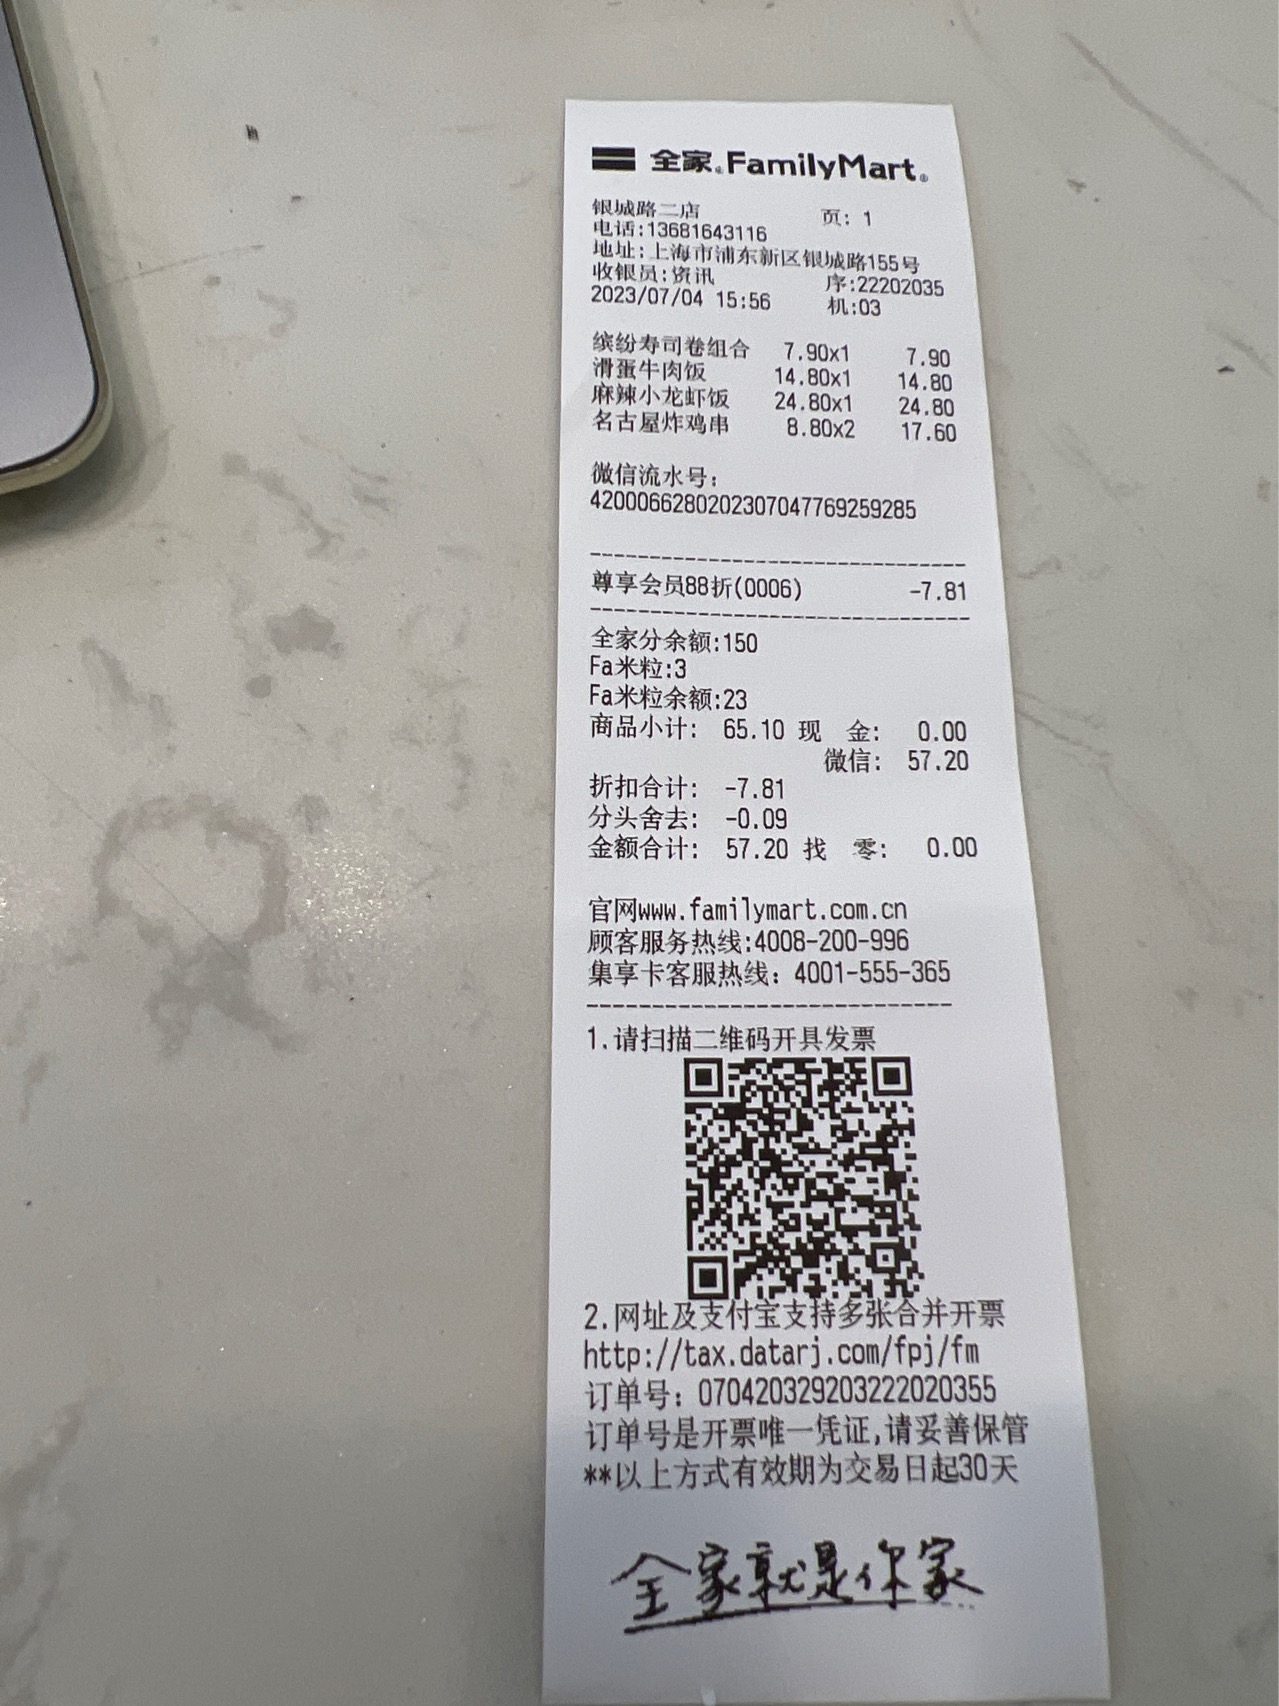 全家 FamilyMart
银城路二店 页: 1
电话:13681643116
地址:上海市浦东新区银城路155号
收银员:资讯 序:22202035
2023/07/04 15:56 机:03
缤纷寿司卷组合 7.90x1 7.90
滑蛋牛肉饭 14.80x1 14.80
麻辣小龙虾饭 24.80x1 24.80
名古屋炸鸡串 8.80x2 17.60
微信流水号:
4200066280202307047769259285
尊享会员88折(0006) -7.81
全家分余额:150
Fa米粒:3
Fa米粒余额:23
商品小计: 65.10 现 金: 0.00
微信: 57.20
折扣合计: -7.81
分头舍去: -0.09
金额合计: 57.20 找 零: 0.00
官网www.familymart.com.cn
顾客服务热线:4008-200-996
集享卡客服热线: 4001-555-365
1.请扫描二维码开具发票
2.网址及支付宝支持多张合并开票
http://tax.datarj.com/fpj/fm
订单号: 070420329203222020355
订单号是开票唯一凭证,请妥善保管
**以上方式有效期为交易日起30天
全家就是你家